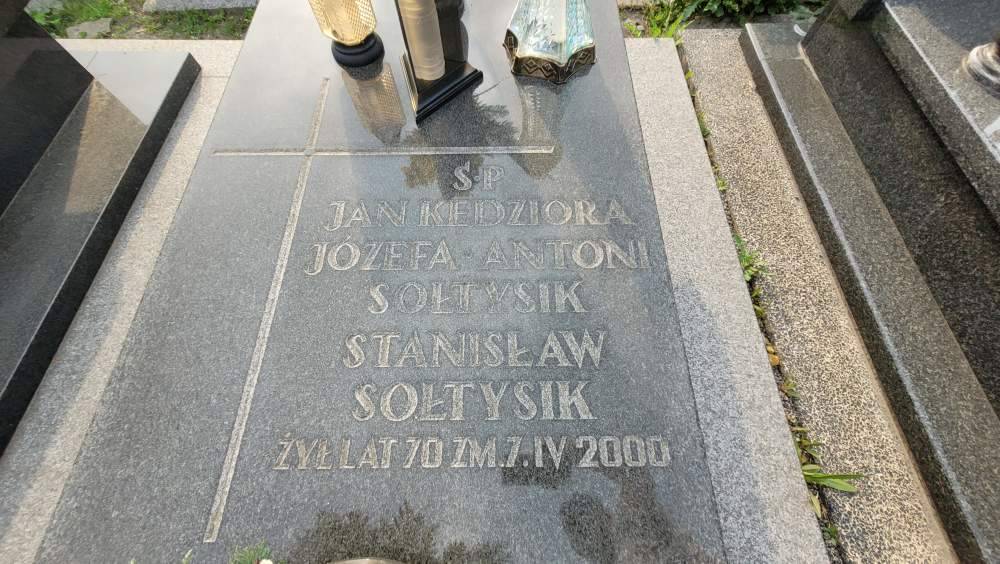 Ś·P
JAN KĘDZIORA
JÓZEFA · ANTONI
SOŁTYSIK
STANISŁAW
SOŁTYSIK
ŻYŁ LAT 70 ZM. 7. IV 2000